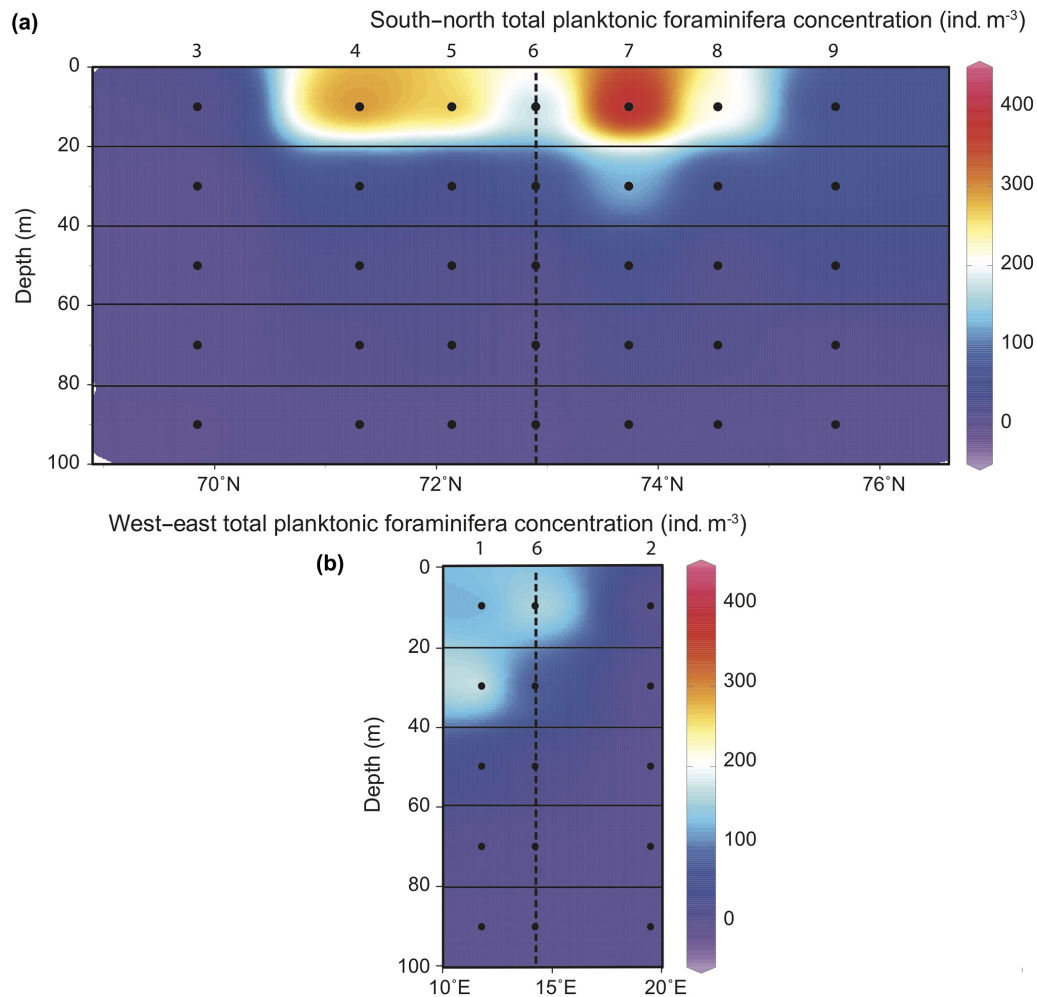 (a)
South–north total planktonic foraminifera concentration (ind. m-3)
3 4 5 6 7 8 9
0
20
40
60
80
100
Depth (m)
70°N 72°N 74°N 76°N
400
300
200
100
0
West–east total planktonic foraminifera concentration (ind. m-3)
(b)
1 6 2
0
20
40
60
80
100
Depth (m)
10°E 15°E 20°E
400
300
200
100
0